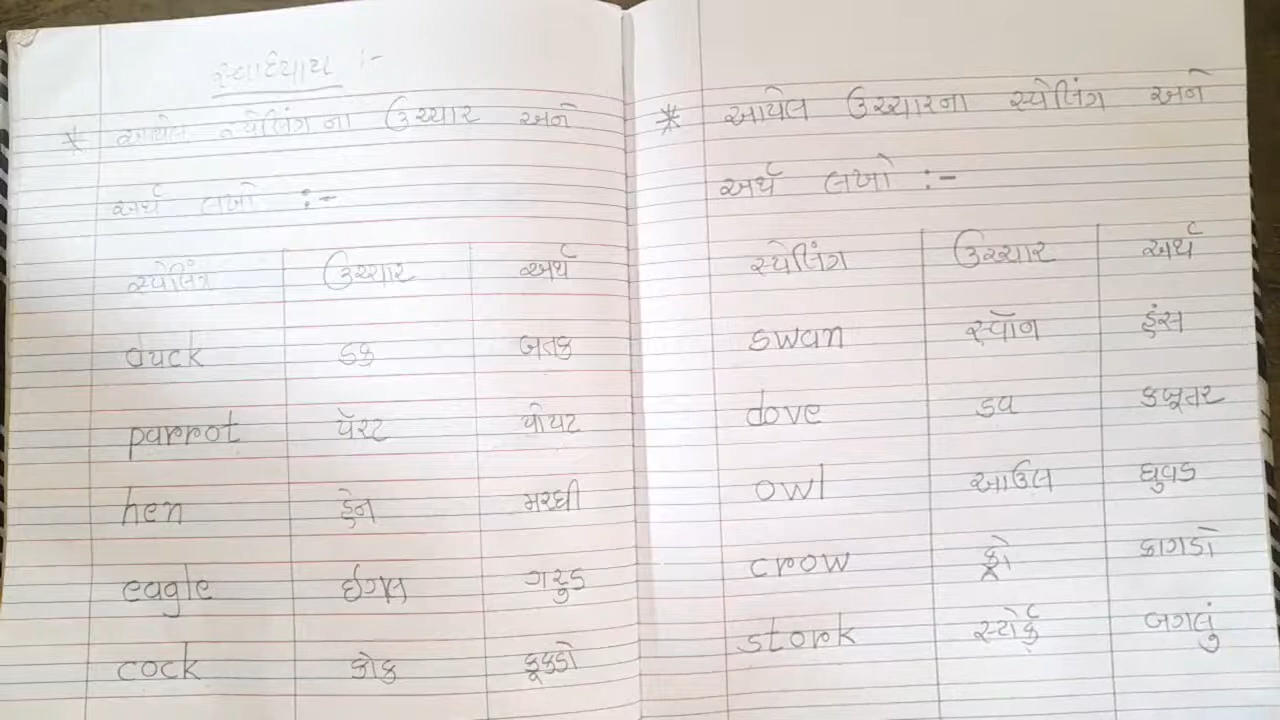 સ્વાધ્યાય :-
* આપેલ સ્પેલિંગના ઉચ્ચાર અને
અર્થ લખો :-
સ્પેલિંગ ઉચ્ચાર અર્થ
duck ડક બતક
parrot પૅરટ પોપટ
hen હેન મરઘી
eagle ઈગલ ગરુડ
cock કોક કૂકડો
* આપેલ ઉચ્ચારના સ્પેલિંગ અને
અર્થ લખો :-
સ્પેલિંગ ઉચ્ચાર અર્થ
swan સ્વૉન હંસ
dove ડવ કબૂતર
owl આઉલ ઘુવડ
crow ક્રો કાગડો
stork સ્ટોર્ક બગલું